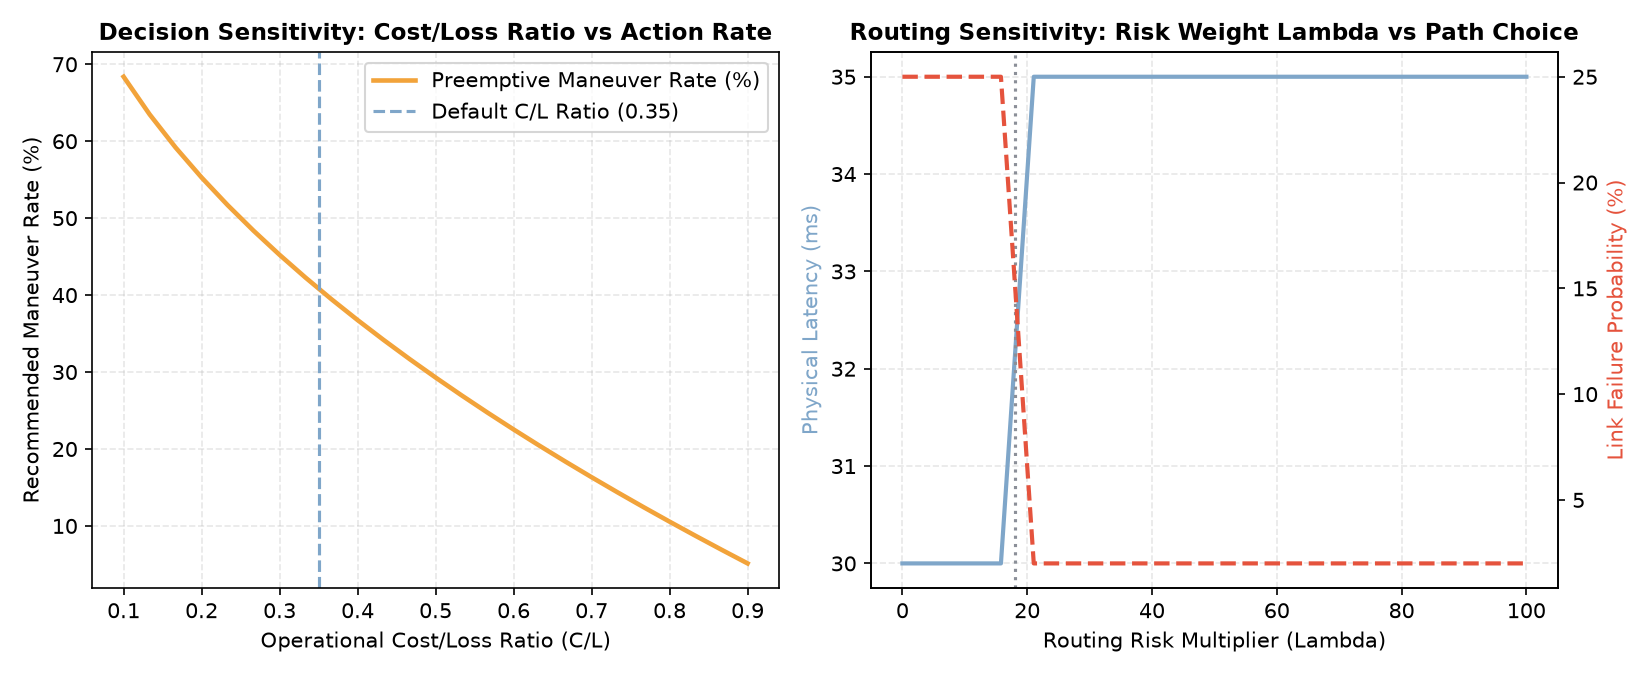 Decision Sensitivity: Cost/Loss Ratio vs Action Rate
Preemptive Maneuver Rate (%)
Default C/L Ratio (0.35)
Recommended Maneuver Rate (%)
70
60
50
40
30
20
10
0.1 0.2 0.3 0.4 0.5 0.6 0.7 0.8 0.9
Operational Cost/Loss Ratio (C/L)
Routing Sensitivity: Risk Weight Lambda vs Path Choice
Physical Latency (ms)
35
34
33
32
31
30
25
20
15
10
5
Link Failure Probability (%)
0 20 40 60 80 100
Routing Risk Multiplier (Lambda)